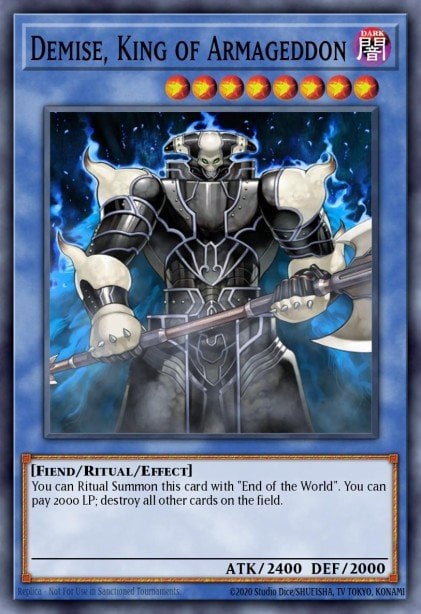 Demise, King of Armageddon
DARK
闇
[Fiend/Ritual/Effect]
You can Ritual Summon this card with "End of the World". You can
pay 2000 LP; destroy all other cards on the field.
ATK/2400 DEF/2000
Replica - Not For Use in Sanctioned Tournaments. ©2020 Studio Dice/SHUEISHA, TV TOKYO, KONAMI